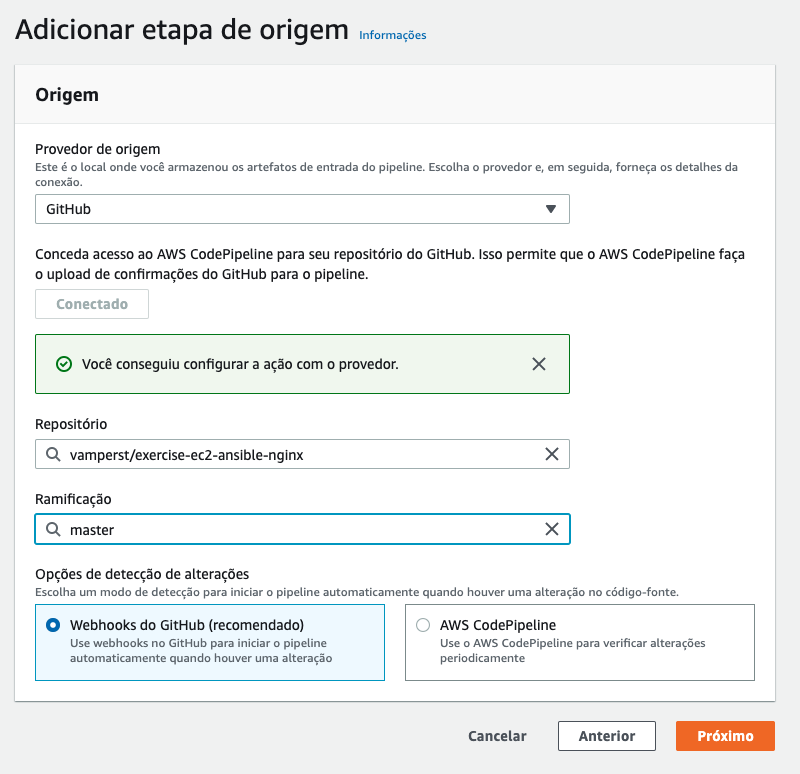 Adicionar etapa de origem Informações
Origem
Provedor de origem
Este é o local onde você armazenou os artefatos de entrada do pipeline. Escolha o provedor e, em seguida, forneça os detalhes da
conexão.
GitHub
Conceda acesso ao AWS CodePipeline para seu repositório do GitHub. Isso permite que o AWS CodePipeline faça
o upload de confirmações do GitHub para o pipeline.
Conectado
Você conseguiu configurar a ação com o provedor.
Repositório
vamperst/exercise-ec2-ansible-nginx
Ramificação
master
Opções de detecção de alterações
Escolha um modo de detecção para iniciar o pipeline automaticamente quando houver uma alteração no código-fonte.
Webhooks do GitHub (recomendado)
Use webhooks no GitHub para iniciar o pipeline
automaticamente quando houver uma alteração
AWS CodePipeline
Use o AWS CodePipeline para verificar alterações
periodicamente
Cancelar
Anterior
Próximo